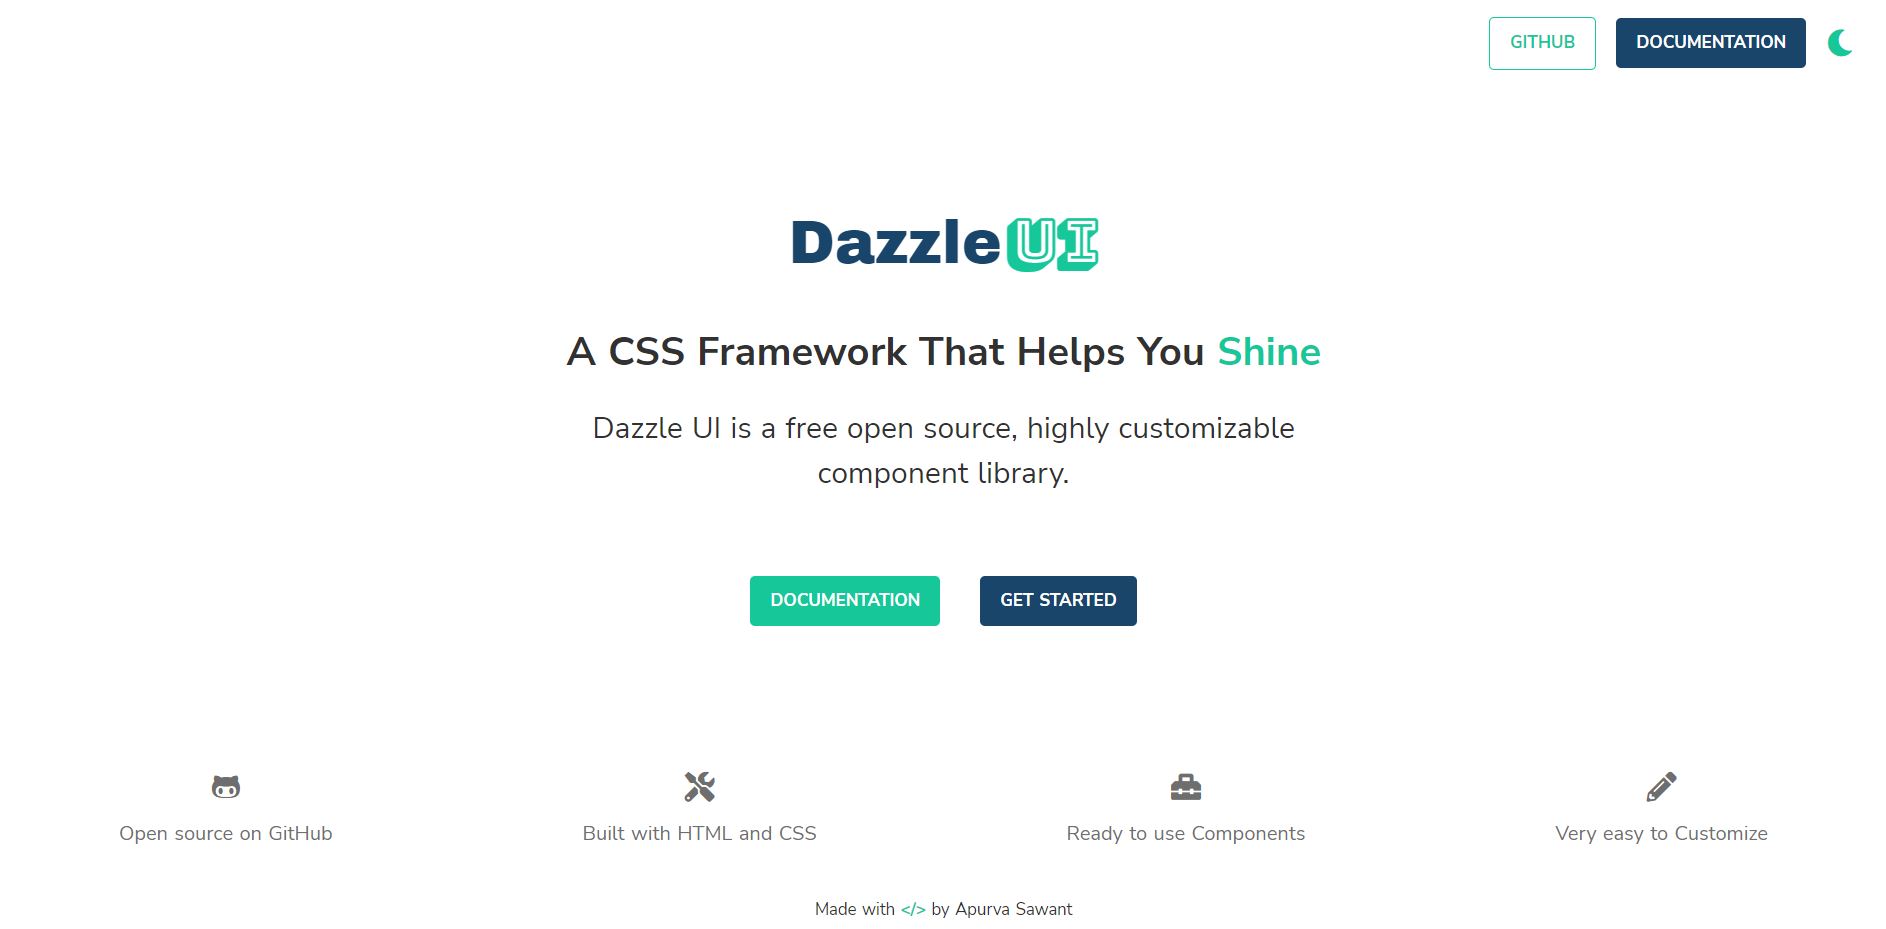 GITHUB
DOCUMENTATION
Dazzle UI
A CSS Framework That Helps You Shine
Dazzle UI is a free open source, highly customizable
component library.
DOCUMENTATION
GET STARTED
Open source on GitHub
Built with HTML and CSS
Ready to use Components
Very easy to Customize
Made with </> by Apurva Sawant